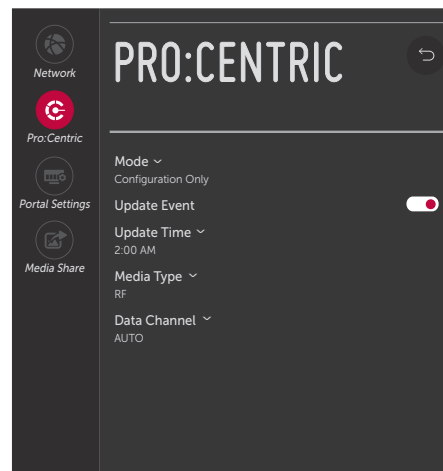 Network
Pro:Centric
Portal Settings
Media Share
PRO:CENTRIC
Mode
Configuration Only
Update Event
Update Time
2:00 AM
Media Type
RF
Data Channel
AUTO